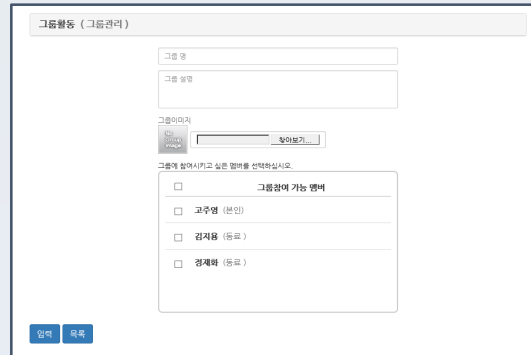 그룹활동 ( 그룹관리 )
그룹 명
그룹 설명
그룹이미지
No
Group
Image
찾아보기...
그룹에 참여시키고 싶은 멤버를 선택하십시오.
그룹참여 가능 멤버
고주영 (본인)
김지용 (동료 )
경재화 (동료 )
입력 목록